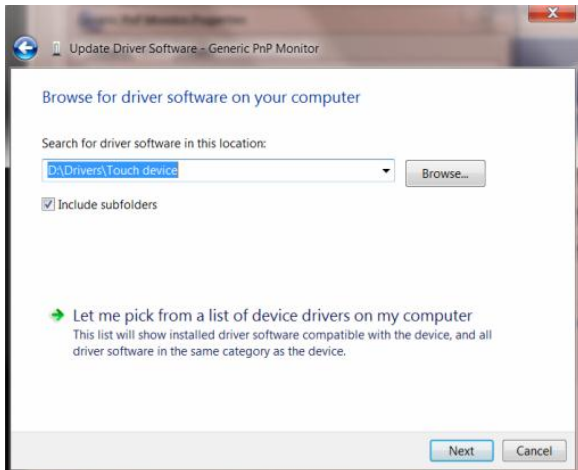 Update Driver Software - Generic PnP Monitor
Browse for driver software on your computer
Search for driver software in this location:
D:\Drivers\Touch device
Browse...
Include subfolders
Let me pick from a list of device drivers on my computer
This list will show installed driver software compatible with the device, and all
driver software in the same category as the device.
Next
Cancel